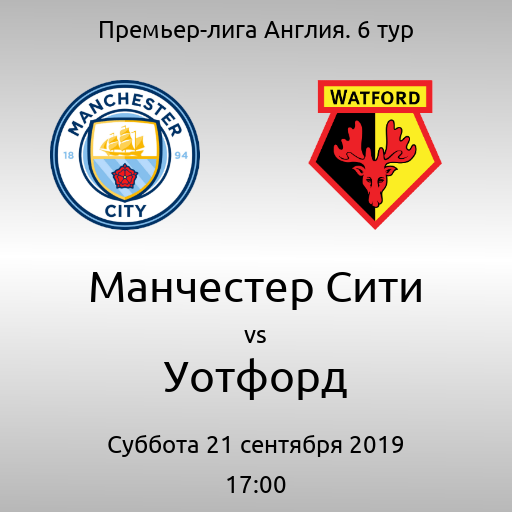 Премьер-лига Англия. 6 тур
MANCHESTER
18 94
CITY
WATFORD
Манчестер Сити
vs
Уотфорд
Суббота 21 сентября 2019
17:00